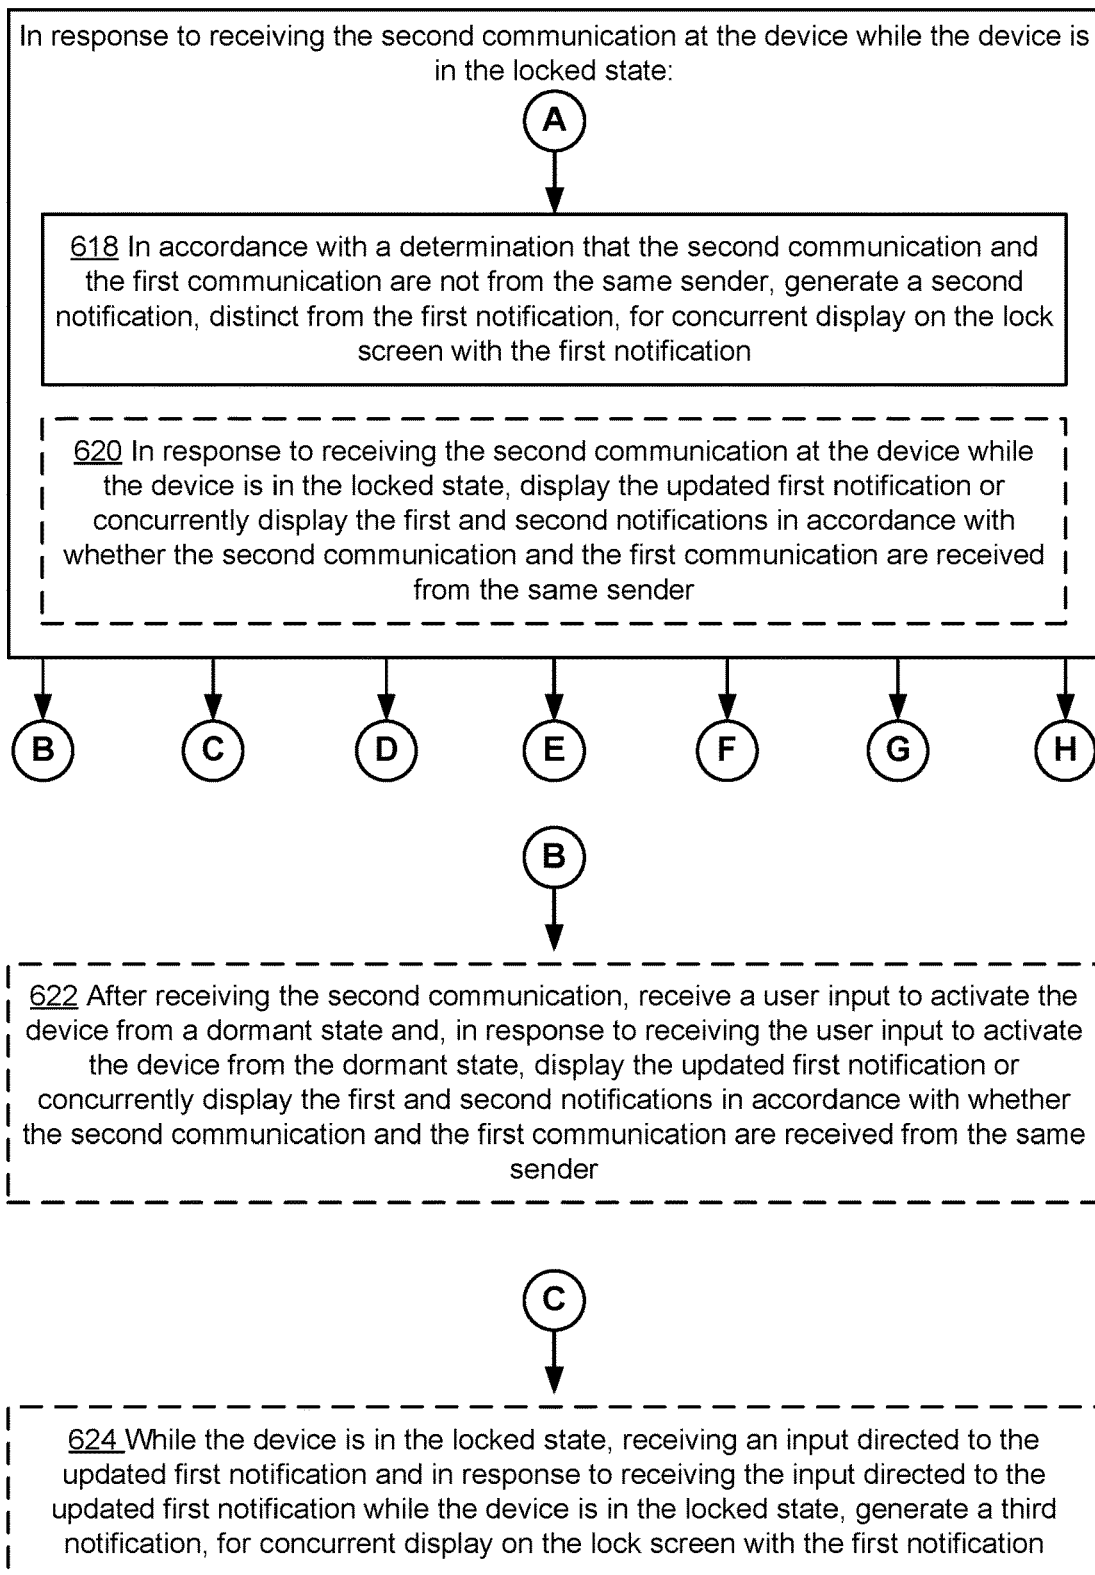 In response to receiving the second communication at the device while the device is
in the locked state:
A
618 In accordance with a determination that the second communication and
the first communication are not from the same sender, generate a second
notification, distinct from the first notification, for concurrent display on the lock
screen with the first notification
620 In response to receiving the second communication at the device while
the device is in the locked state, display the updated first notification or
concurrently display the first and second notifications in accordance with
whether the second communication and the first communication are received
from the same sender
B C D E F G H
B
622 After receiving the second communication, receive a user input to activate the
device from a dormant state and, in response to receiving the user input to activate
the device from the dormant state, display the updated first notification or
concurrently display the first and second notifications in accordance with whether
the second communication and the first communication are received from the same
sender
C
624 While the device is in the locked state, receiving an input directed to the
updated first notification and in response to receiving the input directed to the
updated first notification while the device is in the locked state, generate a third
notification, for concurrent display on the lock screen with the first notification